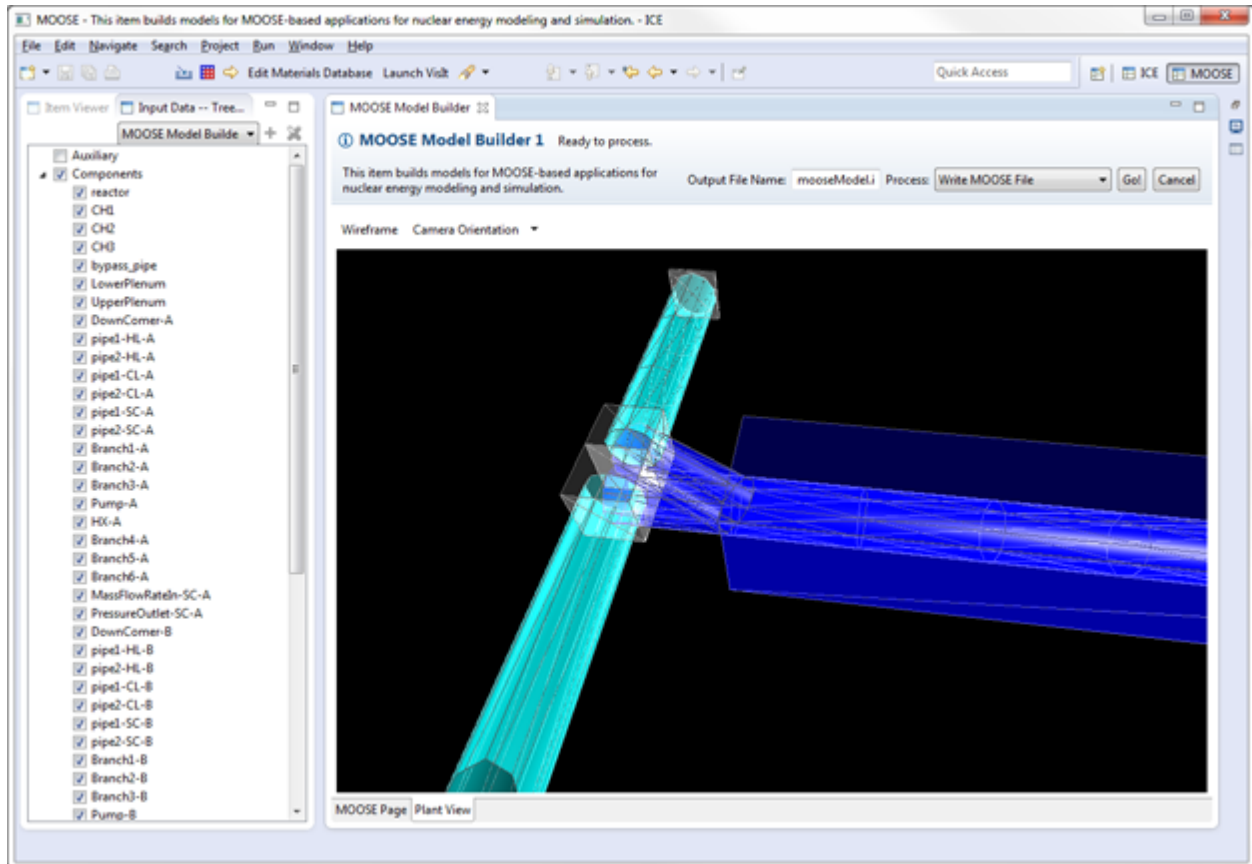 MOOSE - This item builds models for MOOSE-based applications for nuclear energy modeling and simulation. - ICE
File Edit Navigate Search Project Run Window Help
Edit Materials Database Launch VisIt Quick Access ICE MOOSE
Item Viewer Input Data -- Tree...
MOOSE Model Builde
Auxiliary
Components
reactor
CH1
CH2
CH3
bypass_pipe
LowerPlenum
UpperPlenum
DownComer-A
pipe1-HL-A
pipe2-HL-A
pipe1-CL-A
pipe2-CL-A
pipe1-SC-A
pipe2-SC-A
Branch1-A
Branch2-A
Branch3-A
Pump-A
HX-A
Branch4-A
Branch5-A
Branch6-A
MassFlowRateIn-SC-A
PressureOutlet-SC-A
DownComer-B
pipe1-HL-B
pipe2-HL-B
pipe1-CL-B
pipe2-CL-B
pipe1-SC-B
pipe2-SC-B
Branch1-B
Branch2-B
Branch3-B
Pump-B
MOOSE Model Builder
MOOSE Model Builder 1 Ready to process.
This item builds models for MOOSE-based applications for
nuclear energy modeling and simulation.
Output File Name: mooseModel.i Process: Write MOOSE File Go! Cancel
Wireframe Camera Orientation
MOOSE Page Plant View